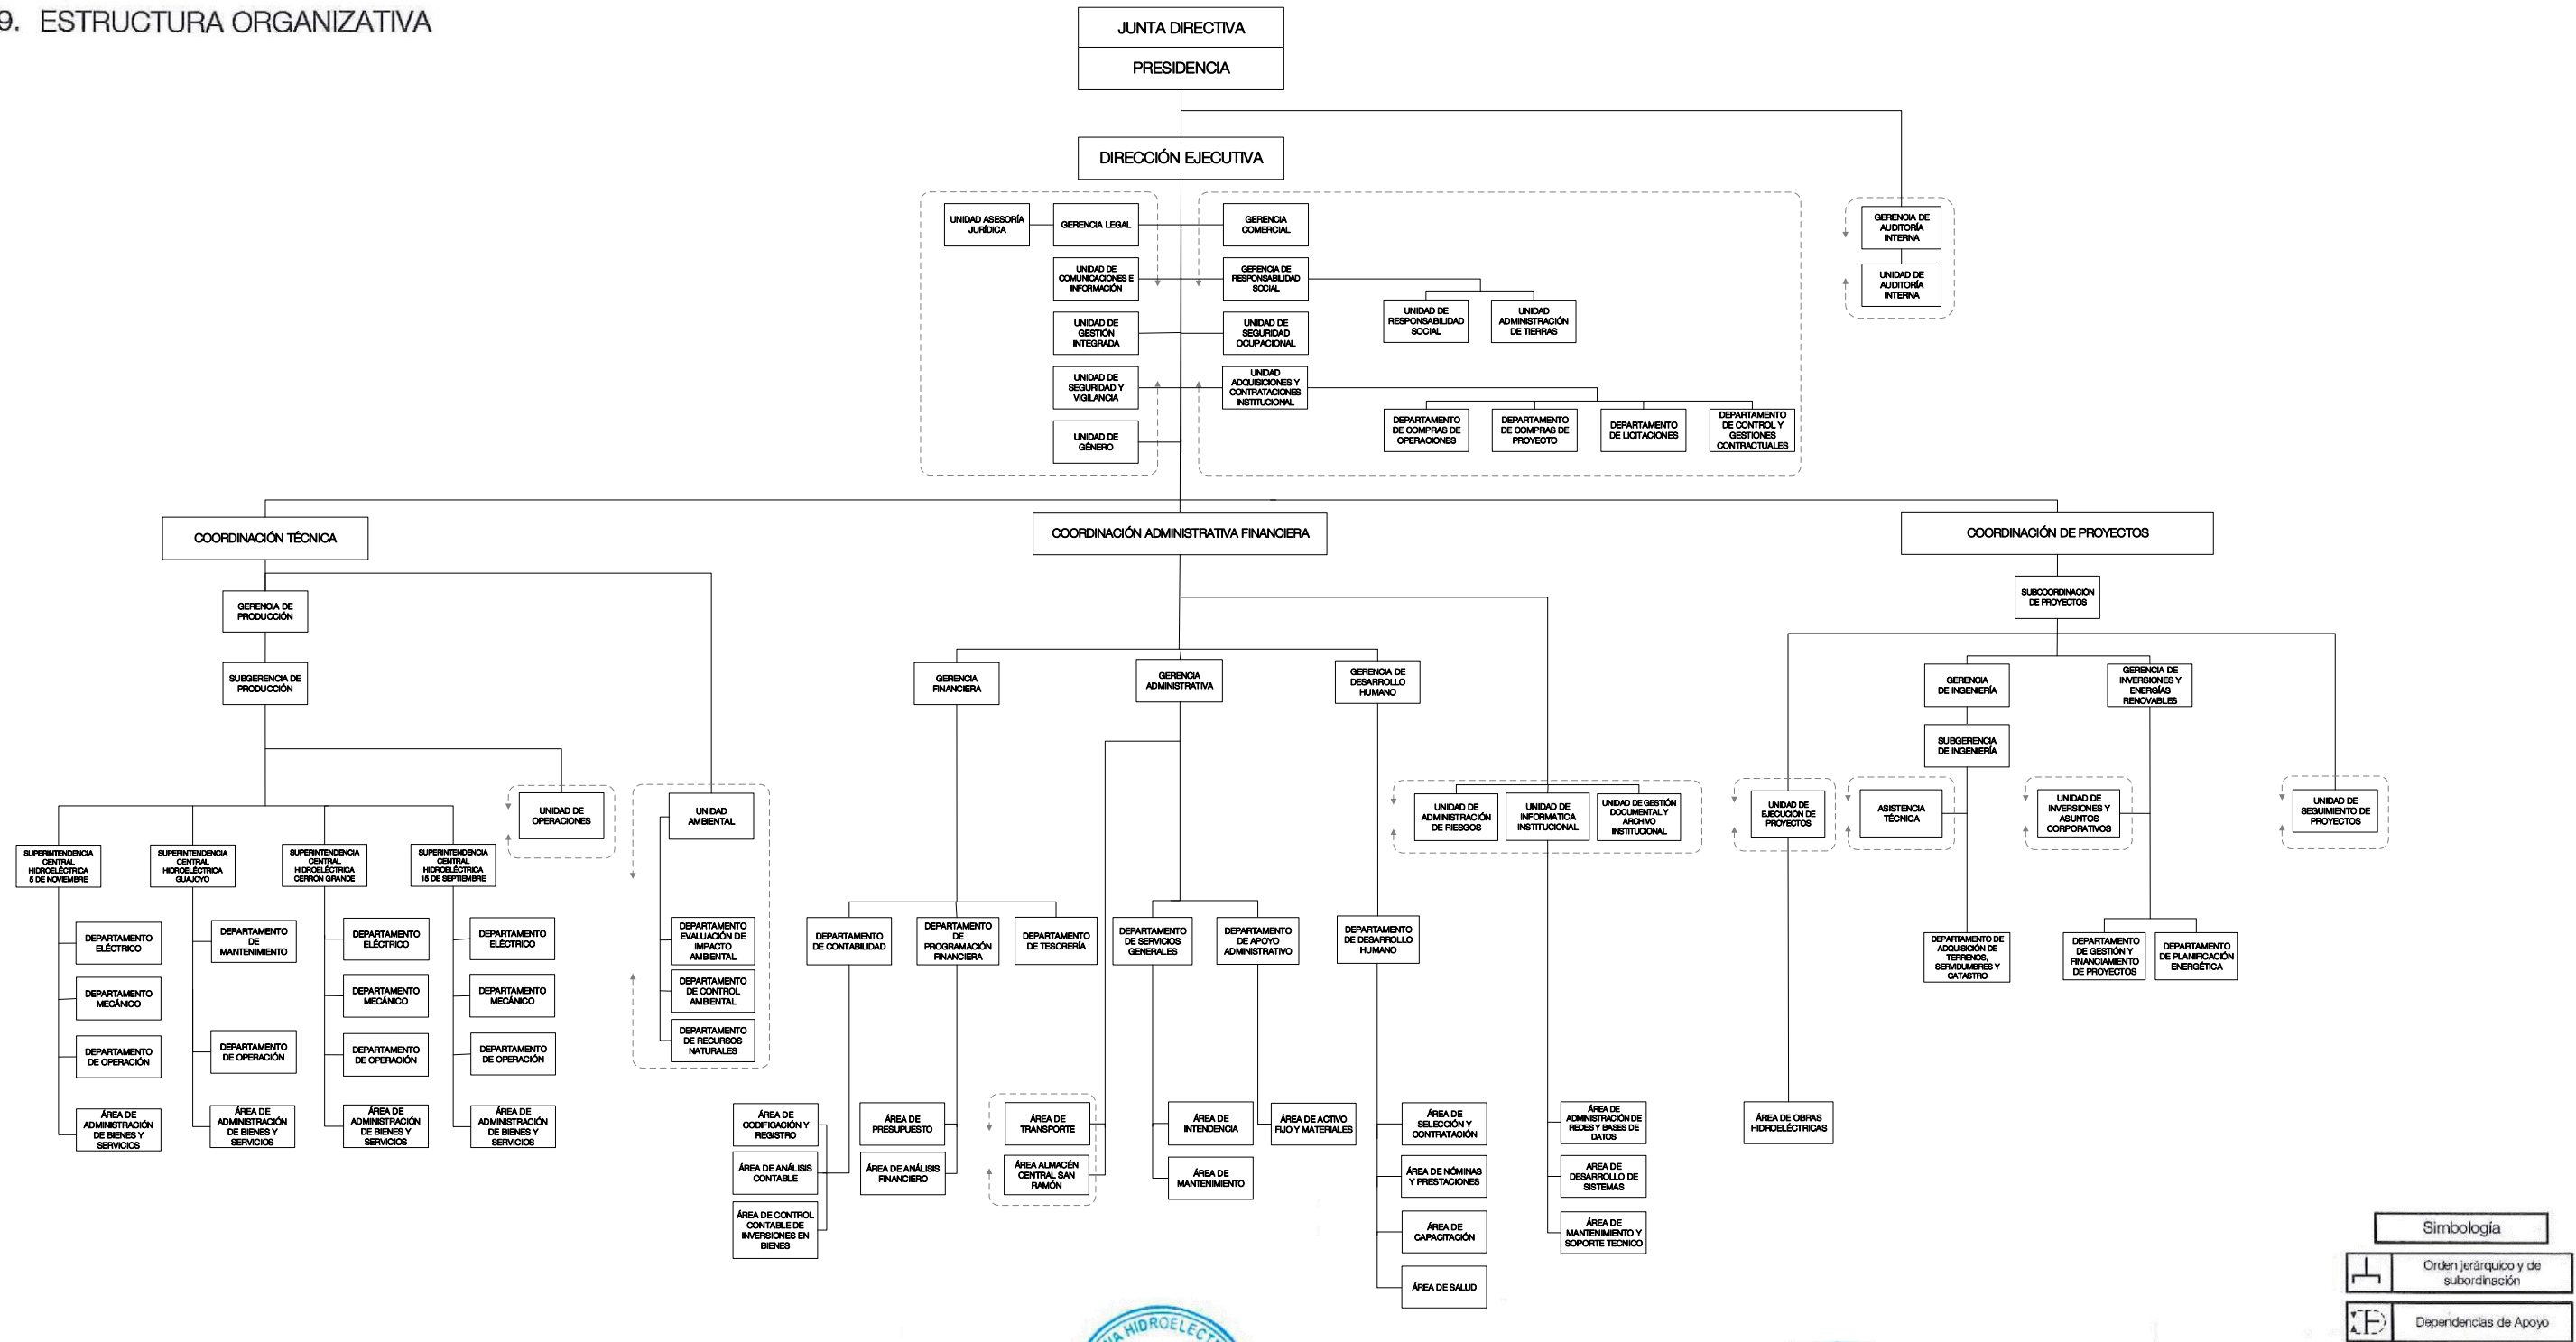 9. ESTRUCTURA ORGANIZATIVA
JUNTA DIRECTIVA
PRESIDENCIA
DIRECCIÓN EJECUTIVA
UNIDAD ASESORÍA
JURÍDICA
GERENCIA LEGAL
GERENCIA
COMERCIAL
GERENCIA DE
AUDITORÍA
INTERNA
UNIDAD DE
COMUNICACIONES E
INFORMACIÓN
GERENCIA DE
RESPONSABILIDAD
SOCIAL
UNIDAD DE
AUDITORÍA
INTERNA
UNIDAD DE
RESPONSABILIDAD
SOCIAL
UNIDAD
ADMINISTRACIÓN
DE TIERRAS
UNIDAD DE
GESTIÓN
INTEGRADA
UNIDAD DE
SEGURIDAD
OCUPACIONAL
UNIDAD DE
SEGURIDAD Y
VIGILANCIA
UNIDAD
ADQUISICIONES Y
CONTRATACIONES
INSTITUCIONAL
UNIDAD DE
GÉNERO
DEPARTAMENTO
DE COMPRAS DE
OPERACIONES
DEPARTAMENTO
DE COMPRAS DE
PROYECTO
DEPARTAMENTO
DE LICITACIONES
DEPARTAMENTO
DE CONTROL Y
GESTIONES
CONTRACTUALES
COORDINACIÓN TÉCNICA
COORDINACIÓN ADMINISTRATIVA FINANCIERA
COORDINACIÓN DE PROYECTOS
GERENCIA DE
PRODUCCIÓN
SUBCOORDINACIÓN
DE PROYECTOS
SUBGERENCIA DE
PRODUCCIÓN
GERENCIA
FINANCIERA
GERENCIA
ADMINISTRATIVA
GERENCIA DE
DESARROLLO
HUMANO
GERENCIA
DE INGENIERÍA
GERENCIA DE
INVERSIONES Y
ENERGÍAS
RENOVABLES
SUBGERENCIA
DE INGENIERÍA
UNIDAD DE
OPERACIONES
UNIDAD
AMBIENTAL
UNIDAD DE
ADMINISTRACIÓN
DE RIESGOS
UNIDAD DE
INFORMATICA
INSTITUCIONAL
UNIDAD DE GESTIÓN
DOCUMENTAL Y
ARCHIVO
INSTITUCIONAL
UNIDAD DE
EJECUCIÓN DE
PROYECTOS
ASISTENCIA
TÉCNICA
UNIDAD DE
INVERSIONES Y
ASUNTOS
CORPORATIVOS
UNIDAD DE
SEGUIMIENTO DE
PROYECTOS
SUPERINTENDENCIA
CENTRAL
HIDROELÉCTRICA
5 DE NOVIEMBRE
SUPERINTENDENCIA
CENTRAL
HIDROELÉCTRICA
GUAJOYO
SUPERINTENDENCIA
CENTRAL
HIDROELÉCTRICA
CERRÓN GRANDE
SUPERINTENDENCIA
CENTRAL
HIDROELÉCTRICA
15 DE SEPTIEMBRE
DEPARTAMENTO
ELÉCTRICO
DEPARTAMENTO
DE
MANTENIMIENTO
DEPARTAMENTO
ELÉCTRICO
DEPARTAMENTO
ELÉCTRICO
DEPARTAMENTO
EVALUACIÓN DE
IMPACTO
AMBIENTAL
DEPARTAMENTO
DE CONTABILIDAD
DEPARTAMENTO
DE
PROGRAMACIÓN
FINANCIERA
DEPARTAMENTO
DE TESORERÍA
DEPARTAMENTO
DE SERVICIOS
GENERALES
DEPARTAMENTO
DE APOYO
ADMINISTRATIVO
DEPARTAMENTO
DE DESARROLLO
HUMANO
DEPARTAMENTO DE
ADQUISICIÓN DE
TERRENOS,
SERVIDUMBRES Y
CATASTRO
DEPARTAMENTO
DE GESTIÓN Y
FINANCIAMIENTO
DE PROYECTOS
DEPARTAMENTO
DE PLANIFICACIÓN
ENERGÉTICA
DEPARTAMENTO
MECÁNICO
DEPARTAMENTO
MECÁNICO
DEPARTAMENTO
MECÁNICO
DEPARTAMENTO
DE CONTROL
AMBIENTAL
DEPARTAMENTO
DE OPERACIÓN
DEPARTAMENTO
DE OPERACIÓN
DEPARTAMENTO
DE OPERACIÓN
DEPARTAMENTO
DE OPERACIÓN
DEPARTAMENTO
DE RECURSOS
NATURALES
ÁREA DE
ADMINISTRACIÓN
DE BIENES Y
SERVICIOS
ÁREA DE
ADMINISTRACIÓN
DE BIENES Y
SERVICIOS
ÁREA DE
ADMINISTRACIÓN
DE BIENES Y
SERVICIOS
ÁREA DE
ADMINISTRACIÓN
DE BIENES Y
SERVICIOS
ÁREA DE
CODIFICACIÓN Y
REGISTRO
ÁREA DE
PRESUPUESTO
ÁREA DE
TRANSPORTE
ÁREA DE
INTENDENCIA
ÁREA DE ACTIVO
FIJO Y MATERIALES
ÁREA DE
SELECCIÓN Y
CONTRATACIÓN
ÁREA DE
ADMINISTRACIÓN DE
REDES Y BASES DE
DATOS
ÁREA DE OBRAS
HIDROELÉCTRICAS
ÁREA DE ANÁLISIS
CONTABLE
ÁREA DE ANÁLISIS
FINANCIERO
ÁREA ALMACÉN
CENTRAL SAN
RAMÓN
ÁREA DE
MANTENIMIENTO
ÁREA DE NÓMINAS
Y PRESTACIONES
AREA DE
DESARROLLO DE
SISTEMAS
ÁREA DE CONTROL
CONTABLE DE
INVERSIONES EN
BIENES
ÁREA DE
CAPACITACIÓN
ÁREA DE
MANTENIMIENTO Y
SOPORTE TECNICO
ÁREA DE SALUD
Simbología
Orden jerárquico y de
subordinación
Dependencias de Apoyo